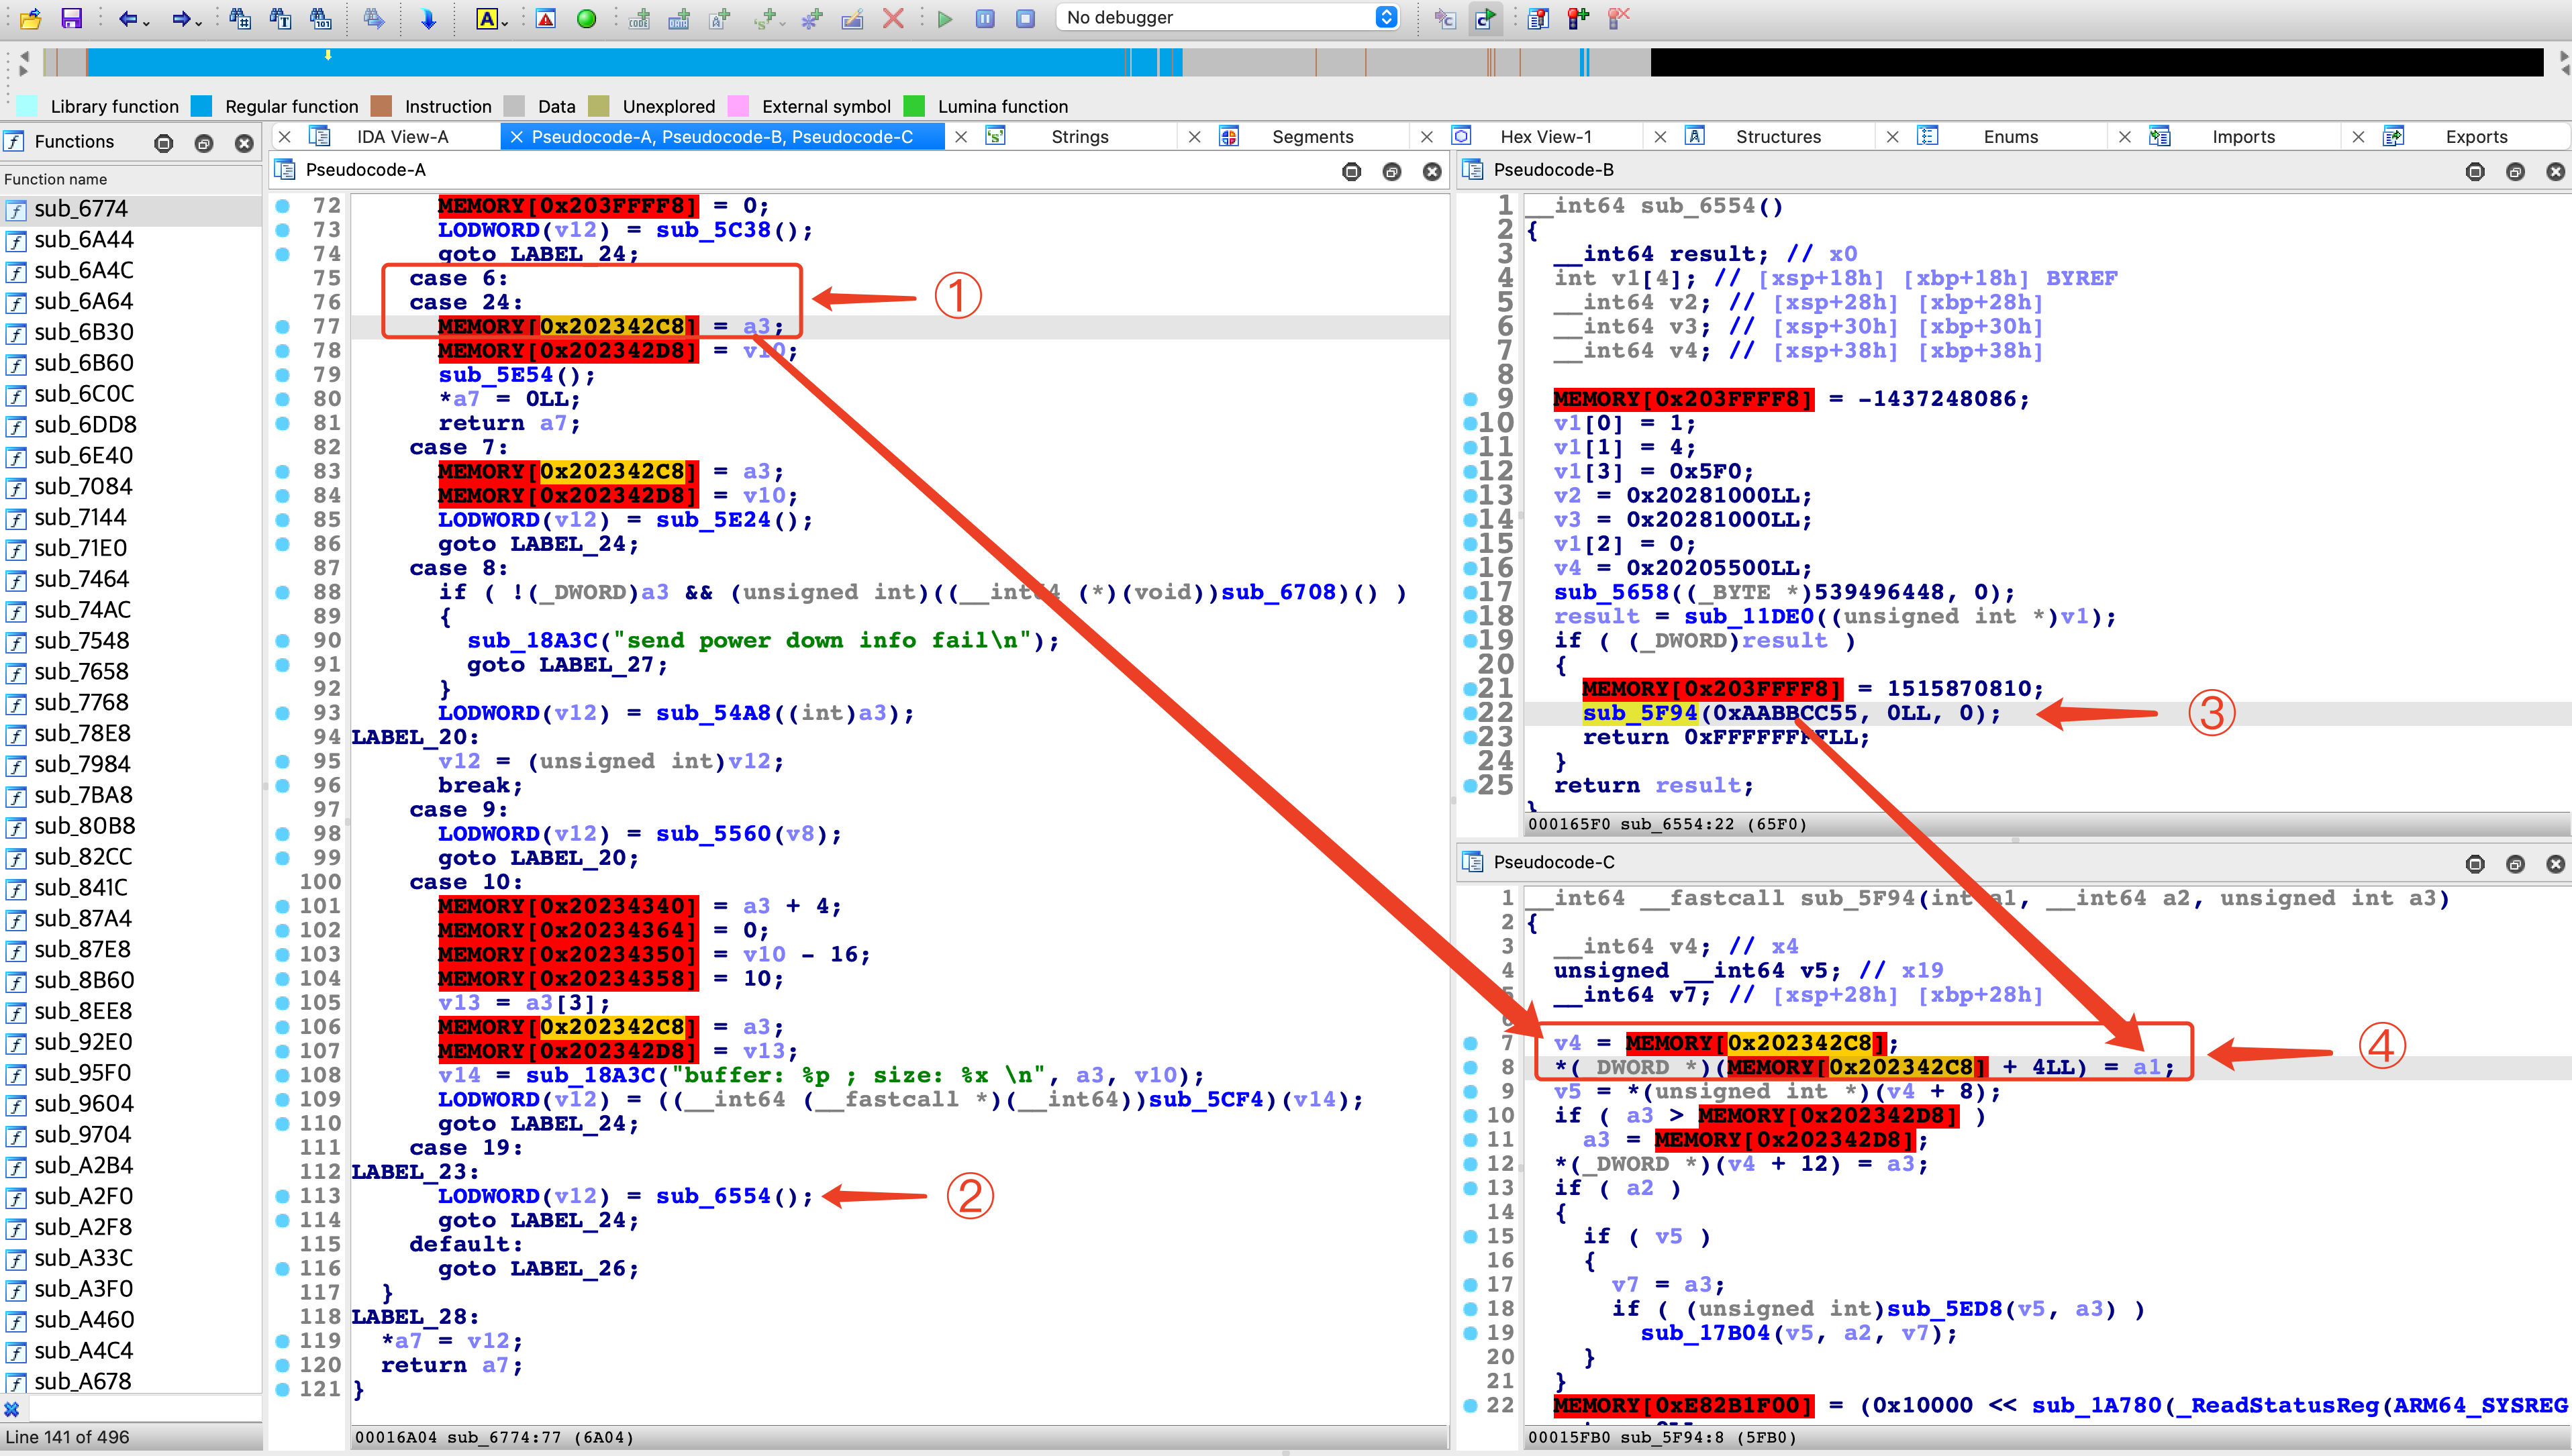 No debugger
Library function Regular function Instruction Data Unexplored External symbol Lumina function
Functions
IDA View-A Pseudocode-A, Pseudocode-B, Pseudocode-C Strings Segments Hex View-1 Structures Enums Imports Exports
Function name
sub_6774
sub_6A44
sub_6A4C
sub_6A64
sub_6B30
sub_6B60
sub_6C0C
sub_6DD8
sub_6E40
sub_7084
sub_7144
sub_71E0
sub_7464
sub_74AC
sub_7548
sub_7658
sub_7768
sub_78E8
sub_7984
sub_7BA8
sub_80B8
sub_82CC
sub_841C
sub_87A4
sub_87E8
sub_8B60
sub_8EE8
sub_92E0
sub_95F0
sub_9604
sub_9704
sub_A2B4
sub_A2F0
sub_A2F8
sub_A33C
sub_A3F0
sub_A460
sub_A4C4
sub_A678
Line 141 of 496
Pseudocode-A
72 MEMORY[0x203FFFF8] = 0;
73 LODWORD(v12) = sub_5C38();
74 goto LABEL_24;
75 case 6:
76 case 24:
77 MEMORY[0x202342C8] = a3;
78 MEMORY[0x202342D8] = v10;
79 sub_5E54();
80 *a7 = 0LL;
81 return a7;
82 case 7:
83 MEMORY[0x202342C8] = a3;
84 MEMORY[0x202342D8] = v10;
85 LODWORD(v12) = sub_5E24();
86 goto LABEL_24;
87 case 8:
88 if ( !(_DWORD)a3 && (unsigned int)((__int64 (*)(void))sub_6708)() )
89 {
90 sub_18A3C("send power down info fail\n");
91 goto LABEL_27;
92 }
93 LODWORD(v12) = sub_54A8((int)a3);
94 LABEL_20:
95 v12 = (unsigned int)v12;
96 break;
97 case 9:
98 LODWORD(v12) = sub_5560(v8);
99 goto LABEL_20;
100 case 10:
101 MEMORY[0x20234340] = a3 + 4;
102 MEMORY[0x20234364] = 0;
103 MEMORY[0x20234350] = v10 - 16;
104 MEMORY[0x20234358] = 10;
105 v13 = a3[3];
106 MEMORY[0x202342C8] = a3;
107 MEMORY[0x202342D8] = v13;
108 v14 = sub_18A3C("buffer: %p ; size: %x \n", a3, v10);
109 LODWORD(v12) = ((__int64 (__fastcall *)(__int64))sub_5CF4)(v14);
110 goto LABEL_24;
111 case 19:
112 LABEL_23:
113 LODWORD(v12) = sub_6554();
114 goto LABEL_24;
115 default:
116 goto LABEL_26;
117 }
118 LABEL_28:
119 *a7 = v12;
120 return a7;
121 }
①
②
00016A04 sub_6774:77 (6A04)
Pseudocode-B
1 __int64 sub_6554()
2 {
3 __int64 result; // x0
4 int v1[4]; // [xsp+18h] [xbp+18h] BYREF
5 __int64 v2; // [xsp+28h] [xbp+28h]
6 __int64 v3; // [xsp+30h] [xbp+30h]
7 __int64 v4; // [xsp+38h] [xbp+38h]
8
9 MEMORY[0x203FFFF8] = -1437248086;
10 v1[0] = 1;
11 v1[1] = 4;
12 v1[3] = 0x5F0;
13 v2 = 0x20281000LL;
14 v3 = 0x20281000LL;
15 v1[2] = 0;
16 v4 = 0x20205500LL;
17 sub_5658((_BYTE *)539496448, 0);
18 result = sub_11DE0((unsigned int *)v1);
19 if ( (_DWORD)result )
20 {
21 MEMORY[0x203FFFF8] = 1515870810;
22 sub_5F94(0xAABBCC55, 0LL, 0);
23 return 0xFFFFFFFFLL;
24 }
25 return result;
}
③
000165F0 sub_6554:22 (65F0)
Pseudocode-C
1 __int64 __fastcall sub_5F94(int a1, __int64 a2, unsigned int a3)
2 {
3 __int64 v4; // x4
4 unsigned __int64 v5; // x19
5 __int64 v7; // [xsp+28h] [xbp+28h]
6
7 v4 = MEMORY[0x202342C8];
8 *(_DWORD *)(MEMORY[0x202342C8] + 4LL) = a1;
9 v5 = *(unsigned int *)(v4 + 8);
10 if ( a3 > MEMORY[0x202342D8] )
11 a3 = MEMORY[0x202342D8];
12 *(_DWORD *)(v4 + 12) = a3;
13 if ( a2 )
14 {
15 if ( v5 )
16 {
17 v7 = a3;
18 if ( (unsigned int)sub_5ED8(v5, a3) )
19 sub_17B04(v5, a2, v7);
20 }
21 }
22 MEMORY[0xE82B1F00] = (0x10000 << sub_1A780(_ReadStatusReg(ARM64_SYSREG
④
00015FB0 sub_5F94:8 (5FB0)